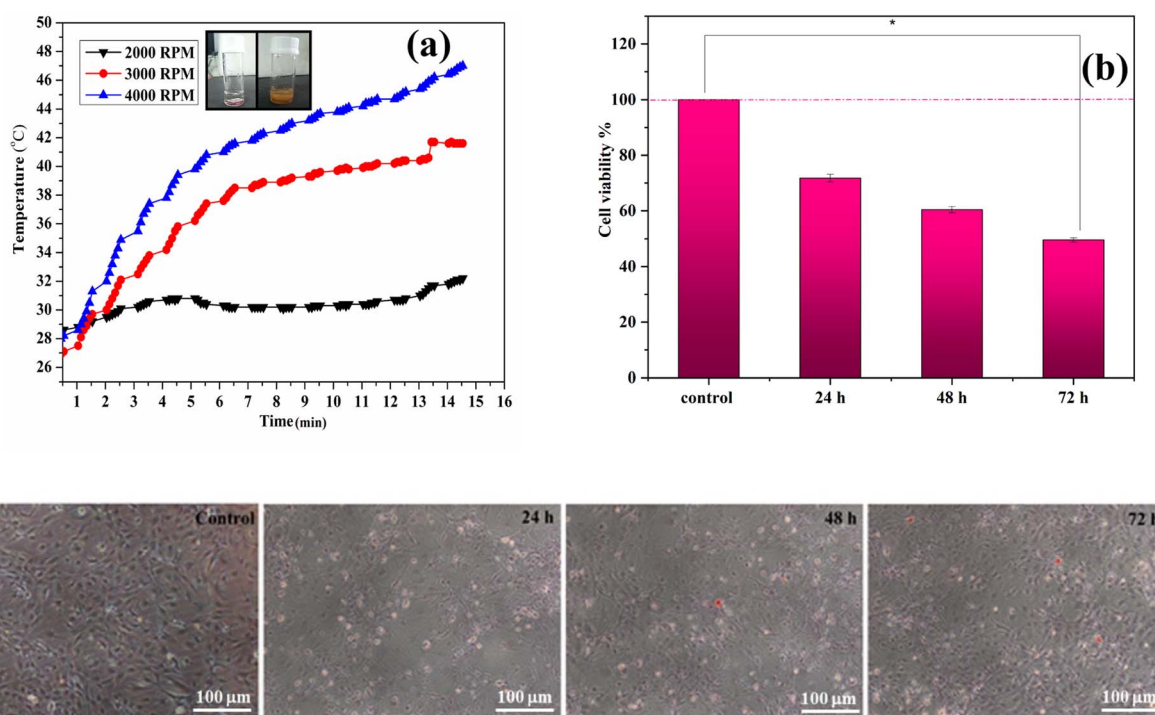 (a)
2000 RPM
3000 RPM
4000 RPM
Temperature (°C)
50
48
46
44
42
40
38
36
34
32
30
28
26
1 2 3 4 5 6 7 8 9 10 11 12 13 14 15 16
Time (min)
(b)
*
Cell viability %
120
100
80
60
40
20
0
control 24 h 48 h 72 h
Control 24 h 48 h 72 h
100 μm 100 μm 100 μm 100 μm